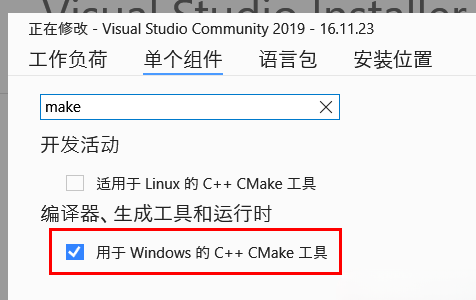 Visual Studio Installer
正在修改 - Visual Studio Community 2019 - 16.11.23
工作负荷 单个组件 语言包 安装位置
make
开发活动
适用于 Linux 的 C++ CMake 工具
编译器、生成工具和运行时
用于 Windows 的 C++ CMake 工具